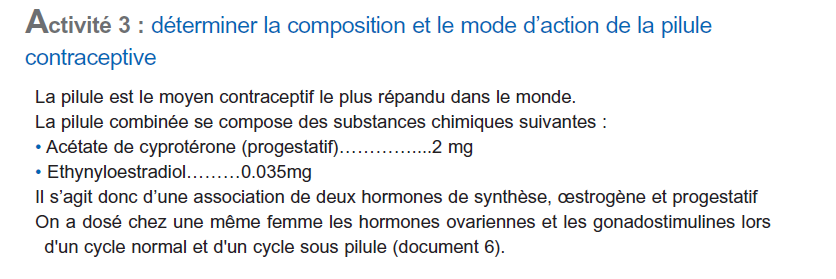 Activité 3 : déterminer la composition et le mode d'action de la pilule
contraceptive
La pilule est le moyen contraceptif le plus répandu dans le monde.
La pilule combinée se compose des substances chimiques suivantes :
• Acétate de cyprotérone (progestatif)…………....2 mg
• Ethynyloestradiol………0.035mg
Il s'agit donc d'une association de deux hormones de synthèse, œstrogène et progestatif
On a dosé chez une même femme les hormones ovariennes et les gonadostimulines lors
d'un cycle normal et d'un cycle sous pilule (document 6).